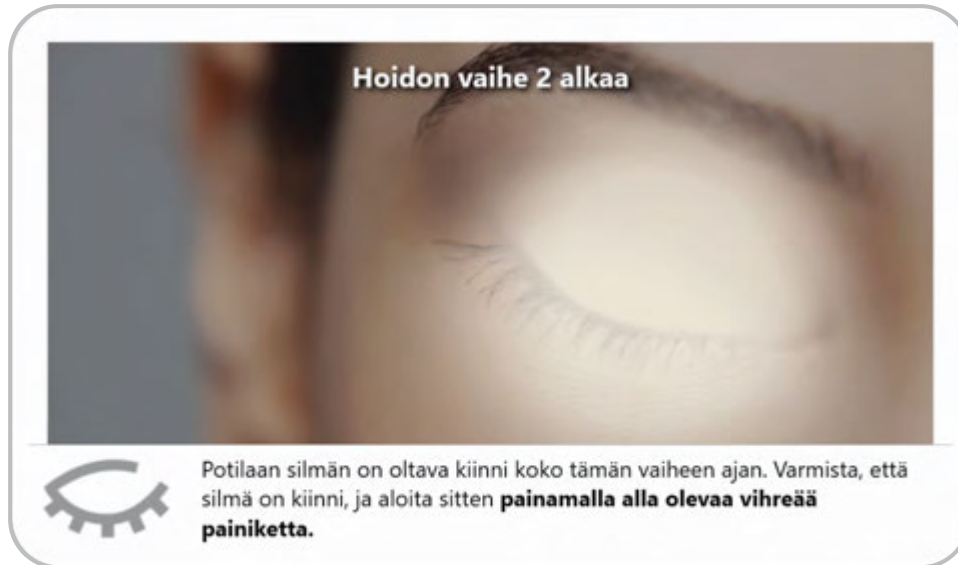 Hoidon vaihe 2 alkaa
Potilaan silmän on oltava kiinni koko tämän vaiheen ajan. Varmista, että
silmä on kiinni, ja aloita sitten painamalla alla olevaa vihreää
painiketta.